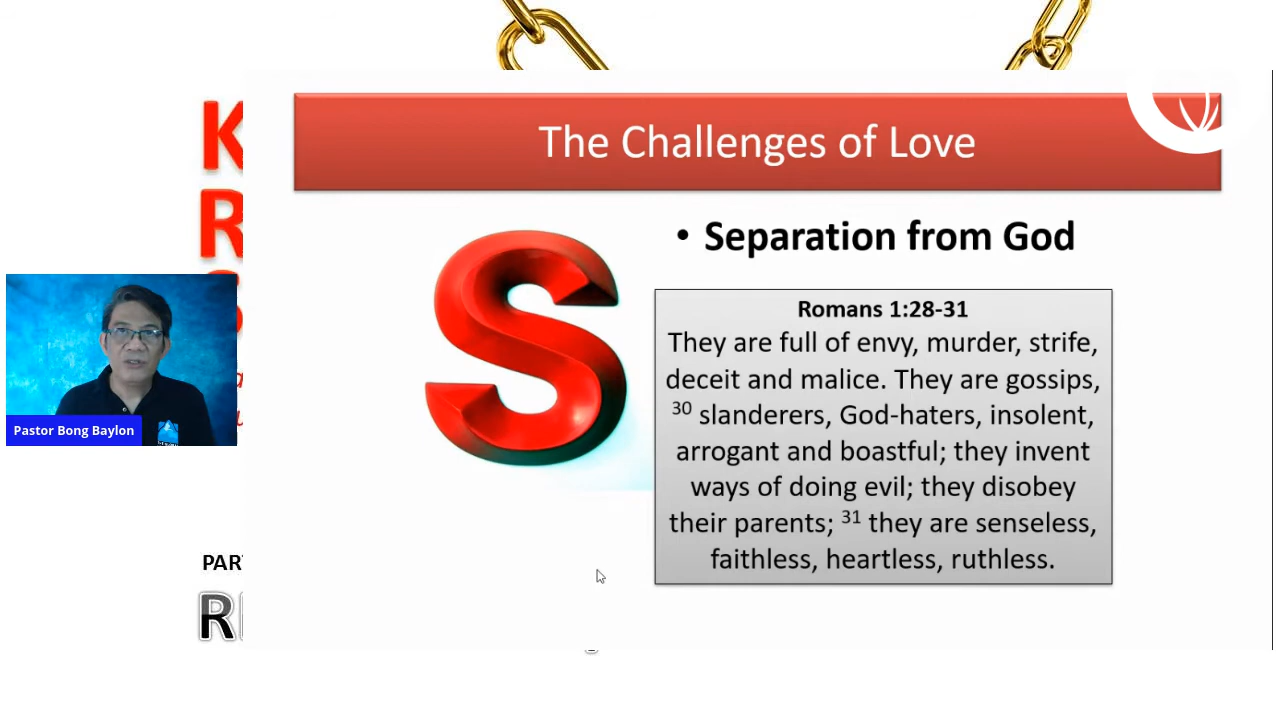 The Challenges of Love
K
R
S
• Separation from God
Romans 1:28-31
They are full of envy, murder, strife,
deceit and malice. They are gossips,
30 slanderers, God-haters, insolent,
arrogant and boastful; they invent
ways of doing evil; they disobey
their parents; 31 they are senseless,
faithless, heartless, ruthless.
Pastor Bong Baylon
PAR
R